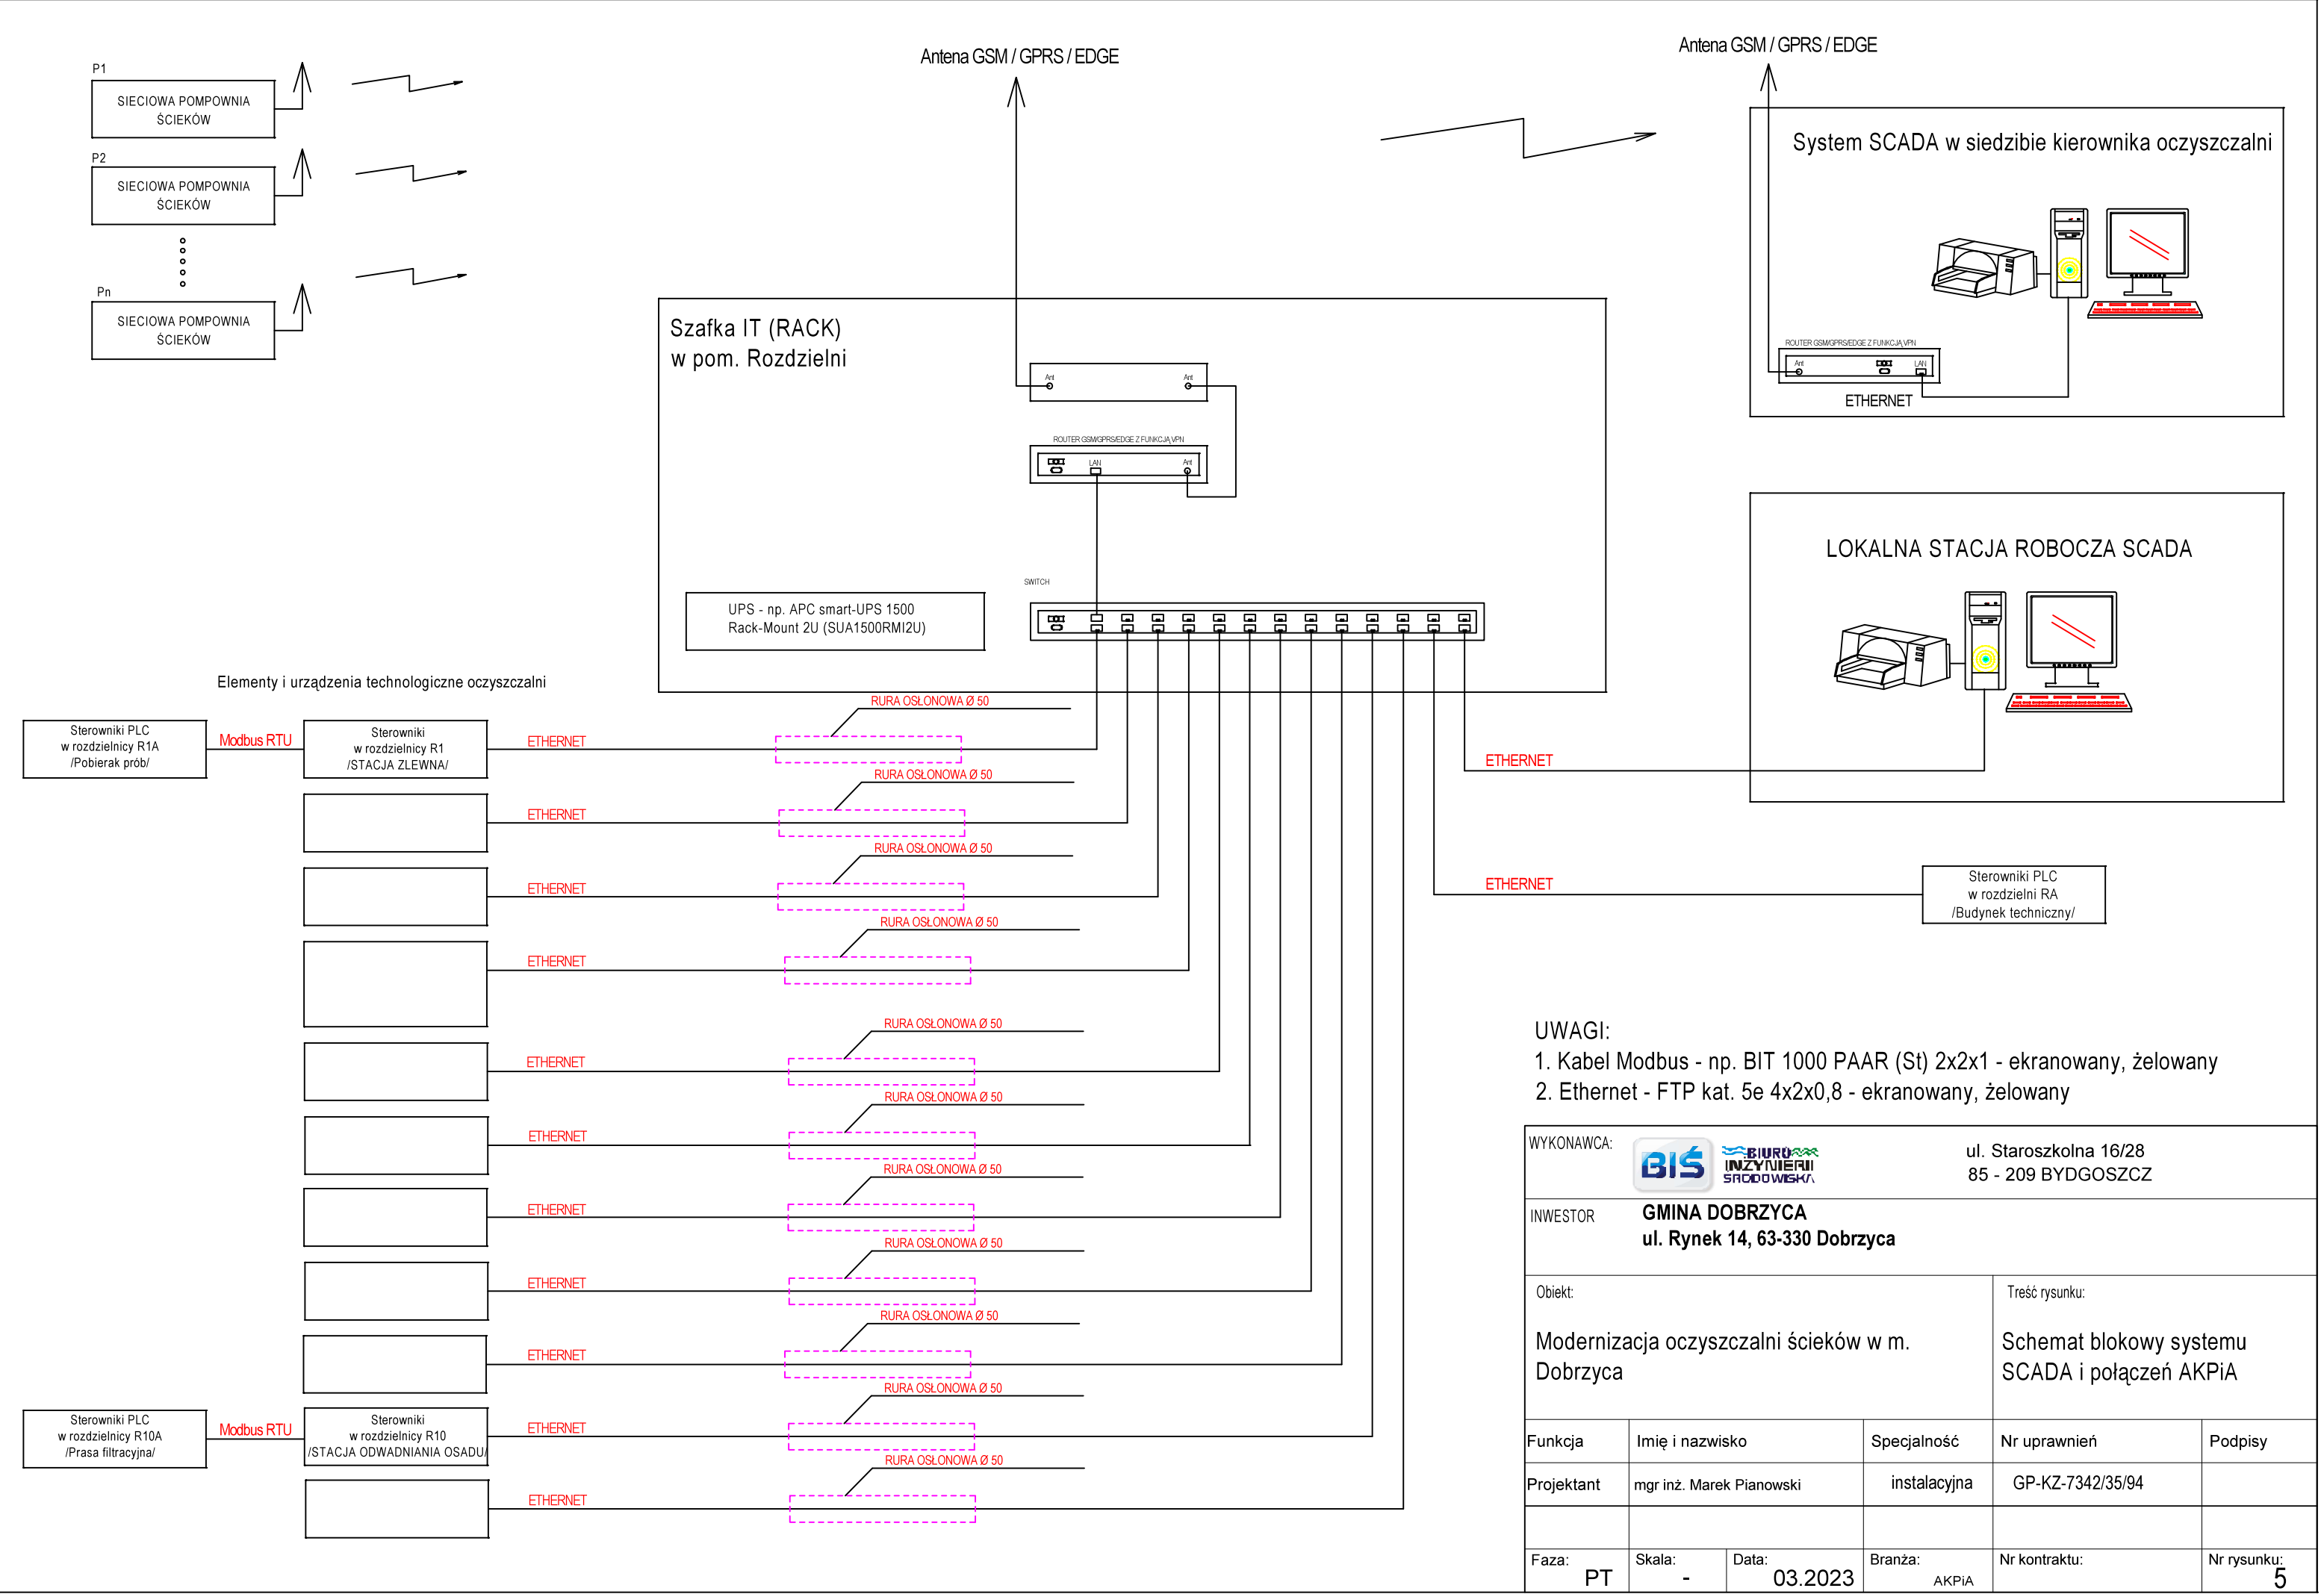 P1
SIECIOWA POMPOWNIA
ŚCIEKÓW
P2
SIECIOWA POMPOWNIA
ŚCIEKÓW
Pn
SIECIOWA POMPOWNIA
ŚCIEKÓW
Antena GSM / GPRS / EDGE
Antena GSM / GPRS / EDGE
System SCADA w siedzibie kierownika oczyszczalni
ROUTER GSM/GPRS/EDGE Z FUNKCJĄ VPN
Ant
LAN
ETHERNET
Szafka IT (RACK)
w pom. Rozdzielni
Ant
Ant
ROUTER GSM/GPRS/EDGE Z FUNKCJĄ VPN
LAN
Ant
SWITCH
UPS - np. APC smart-UPS 1500
Rack-Mount 2U (SUA1500RMI2U)
LOKALNA STACJA ROBOCZA SCADA
ETHERNET
ETHERNET
Sterowniki PLC
w rozdzielni RA
/Budynek techniczny/
Elementy i urządzenia technologiczne oczyszczalni
Sterowniki PLC
w rozdzielnicy R1A
/Pobierak prób/
Modbus RTU
Sterowniki
w rozdzielnicy R1
/STACJA ZLEWNA/
ETHERNET
RURA OSŁONOWA Ø 50
ETHERNET
RURA OSŁONOWA Ø 50
ETHERNET
RURA OSŁONOWA Ø 50
ETHERNET
RURA OSŁONOWA Ø 50
ETHERNET
RURA OSŁONOWA Ø 50
ETHERNET
RURA OSŁONOWA Ø 50
ETHERNET
RURA OSŁONOWA Ø 50
ETHERNET
RURA OSŁONOWA Ø 50
ETHERNET
RURA OSŁONOWA Ø 50
Sterowniki PLC
w rozdzielnicy R10A
/Prasa filtracyjna/
Modbus RTU
Sterowniki
w rozdzielnicy R10
/STACJA ODWADNIANIA OSADU/
ETHERNET
RURA OSŁONOWA Ø 50
ETHERNET
RURA OSŁONOWA Ø 50
UWAGI:
1. Kabel Modbus - np. BIT 1000 PAAR (St) 2x2x1 - ekranowany, żelowany
2. Ethernet - FTP kat. 5e 4x2x0,8 - ekranowany, żelowany
WYKONAWCA:
BIŚ
BIURO
INŻYNIERII
ŚRODOWISKA
ul. Staroszkolna 16/28
85 - 209 BYDGOSZCZ
INWESTOR
GMINA DOBRZYCA
ul. Rynek 14, 63-330 Dobrzyca
Obiekt:
Modernizacja oczyszczalni ścieków w m.
Dobrzyca
Treść rysunku:
Schemat blokowy systemu
SCADA i połączeń AKPiA
Funkcja Imię i nazwisko Specjalność Nr uprawnień Podpisy
Projektant mgr inż. Marek Pianowski instalacyjna GP-KZ-7342/35/94
Faza: PT Skala: - Data: 03.2023 Branża: AKPiA Nr kontraktu: Nr rysunku: 5